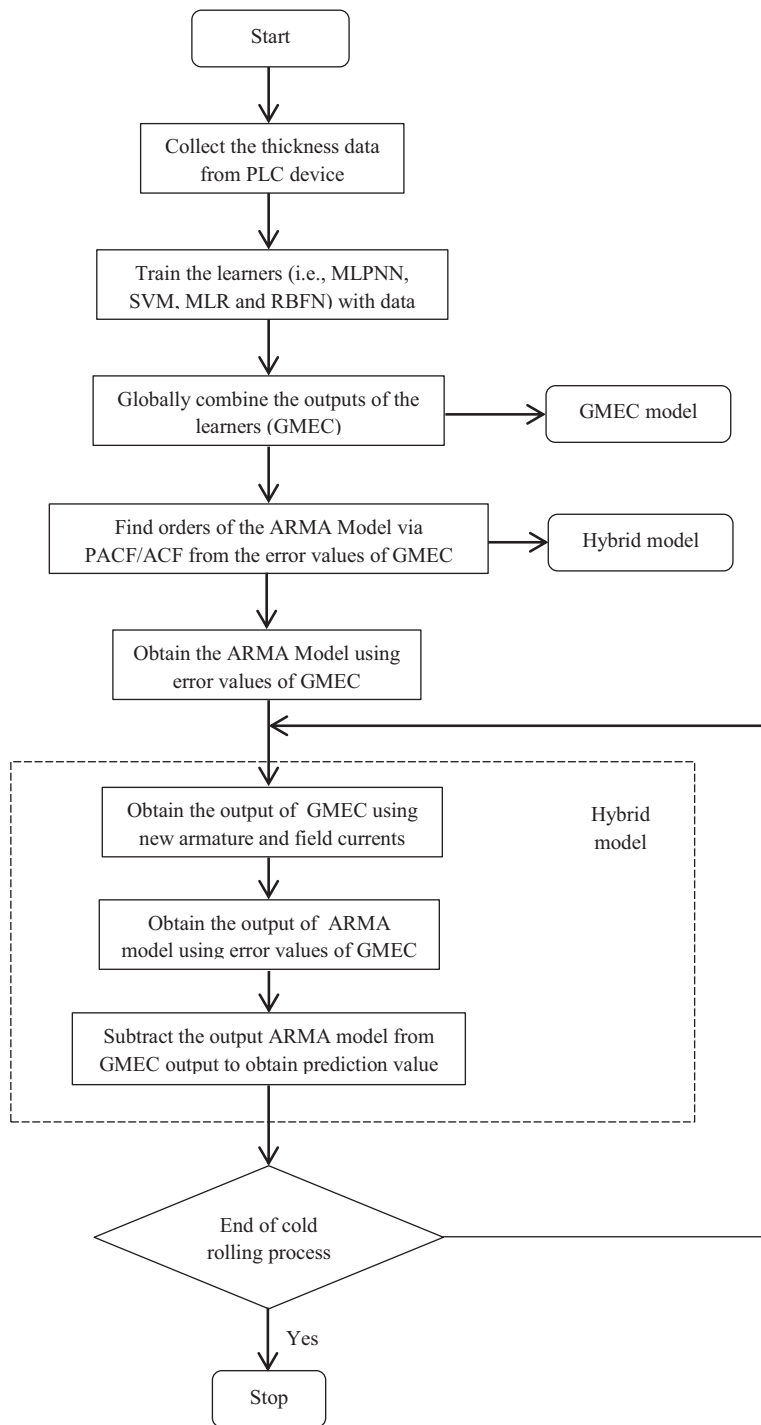 Start
Collect the thickness data
from PLC device
Train the learners (i.e., MLPNN,
SVM, MLR and RBFN) with data
Globally combine the outputs of the
learners (GMEC)
GMEC model
Find orders of the ARMA Model via
PACF/ACF from the error values of GMEC
Hybrid model
Obtain the ARMA Model using
error values of GMEC
Hybrid
model
Obtain the output of GMEC using
new armature and field currents
Obtain the output of ARMA
model using error values of GMEC
Subtract the output ARMA model from
GMEC output to obtain prediction value
End of cold
rolling process
Yes
Stop